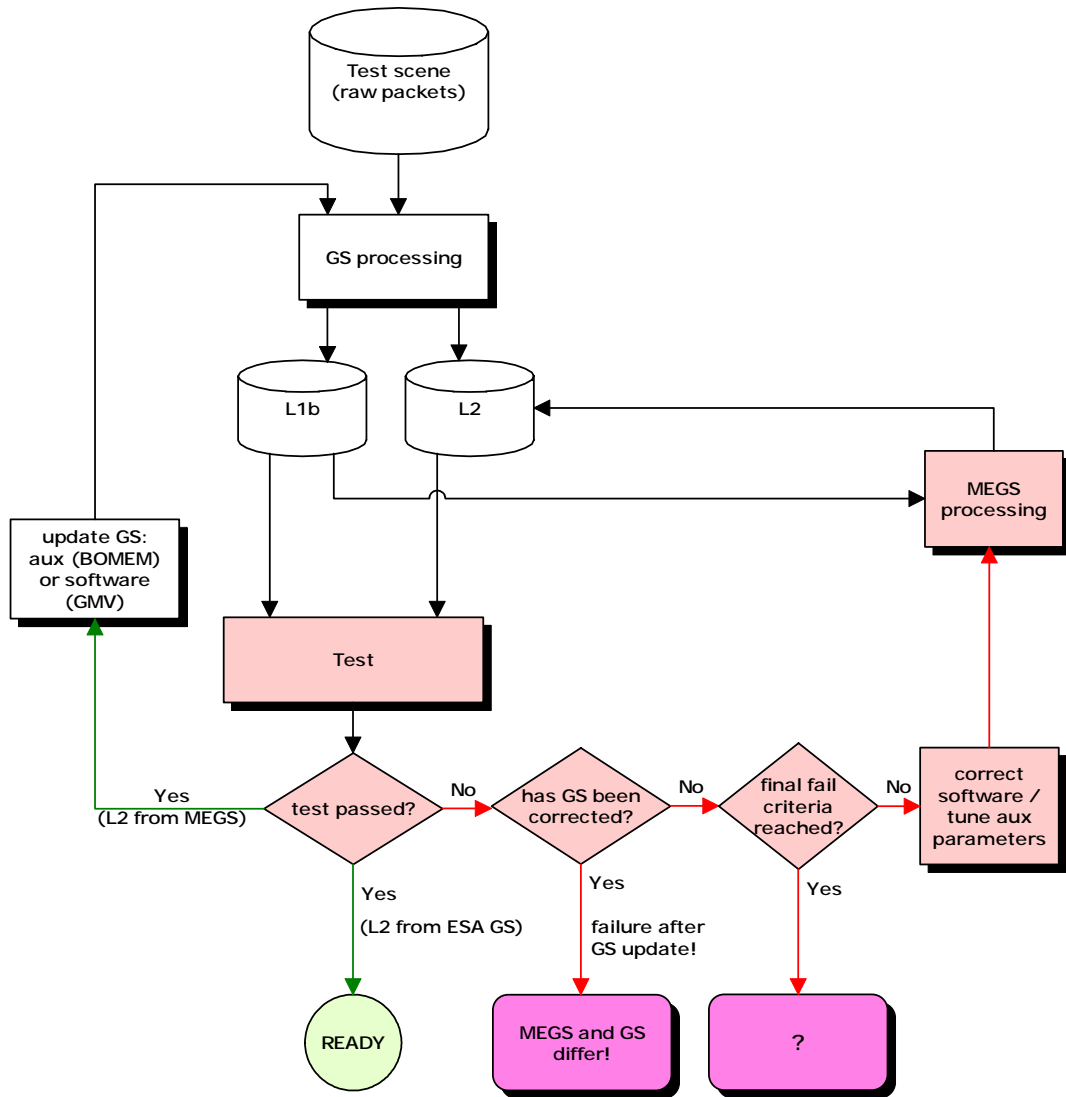 Test scene
(raw packets)
GS processing
L1b
L2
MEGS
processing
update GS:
aux (BOMEM)
or software
(GMV)
Test
test passed?
No
has GS been
corrected?
No
final fail
criteria
reached?
No
correct
software /
tune aux
parameters
Yes
(L2 from MEGS)
Yes
(L2 from ESA GS)
Yes
failure after
GS update!
Yes
READY
MEGS and GS
differ!
?